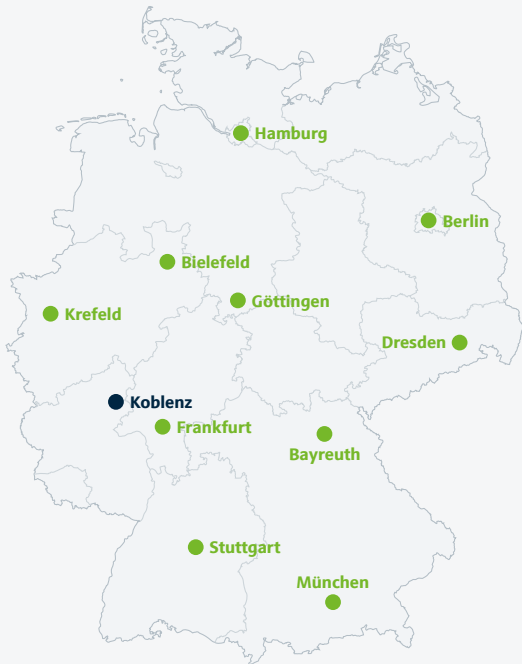 Hamburg
Berlin
Bielefeld
Göttingen
Krefeld
Dresden
Koblenz
Frankfurt
Bayreuth
Stuttgart
München